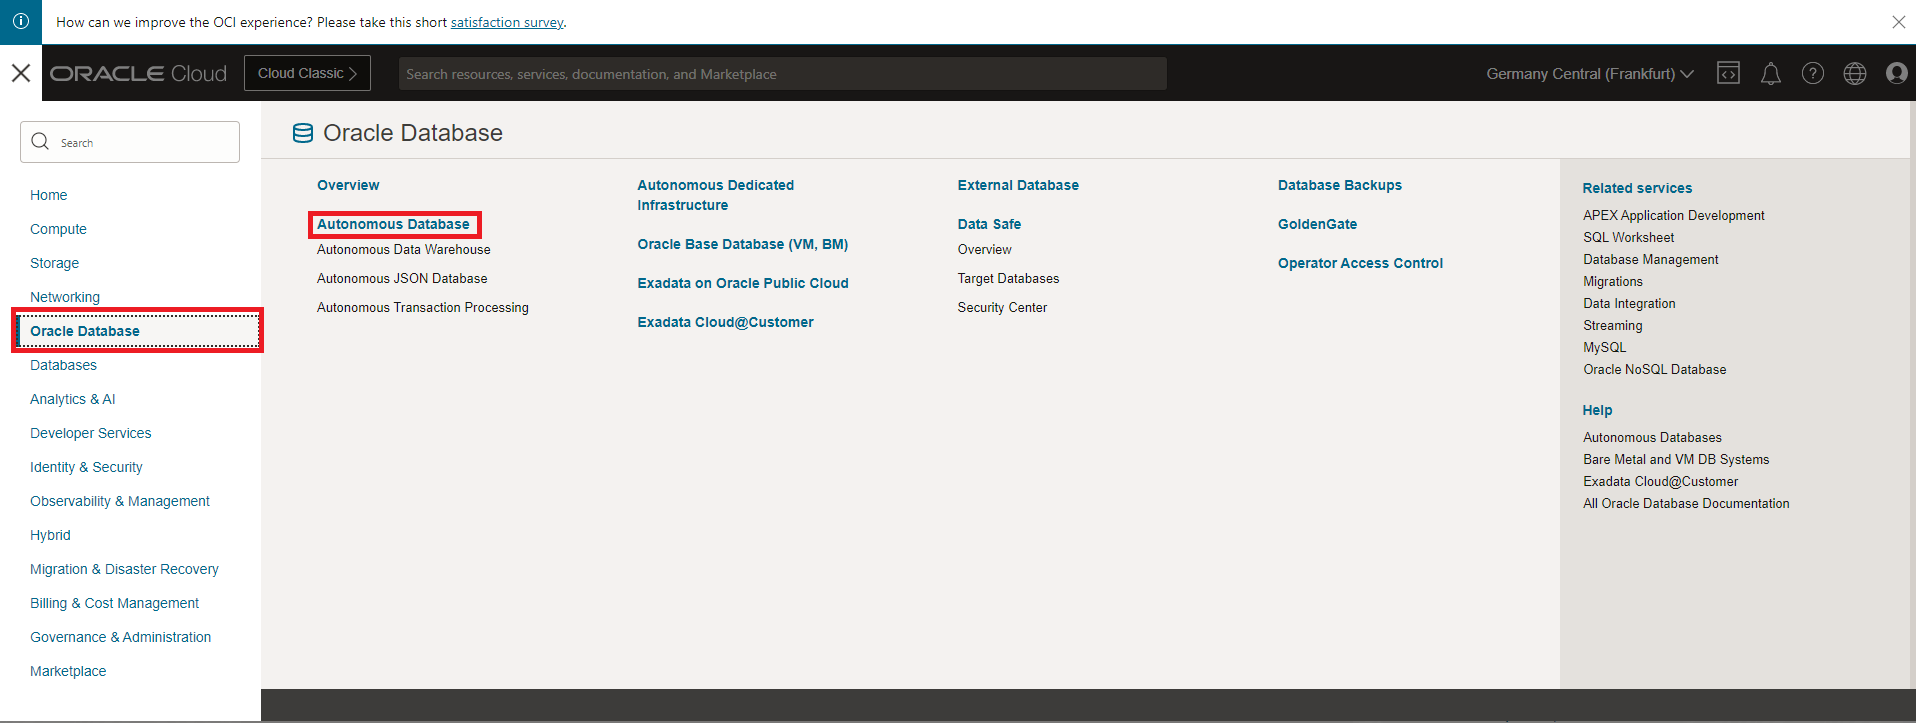 How can we improve the OCI experience? Please take this short satisfaction survey.
ORACLE Cloud
Cloud Classic
Search resources, services, documentation, and Marketplace
Germany Central (Frankfurt)
Search
Home
Compute
Storage
Networking
Oracle Database
Databases
Analytics & AI
Developer Services
Identity & Security
Observability & Management
Hybrid
Migration & Disaster Recovery
Billing & Cost Management
Governance & Administration
Marketplace
Oracle Database
Overview
Autonomous Database
Autonomous Data Warehouse
Autonomous JSON Database
Autonomous Transaction Processing
Autonomous Dedicated
Infrastructure
Oracle Base Database (VM, BM)
Exadata on Oracle Public Cloud
Exadata Cloud@Customer
External Database
Data Safe
Overview
Target Databases
Security Center
Database Backups
GoldenGate
Operator Access Control
Related services
APEX Application Development
SQL Worksheet
Database Management
Migrations
Data Integration
Streaming
MySQL
Oracle NoSQL Database
Help
Autonomous Databases
Bare Metal and VM DB Systems
Exadata Cloud@Customer
All Oracle Database Documentation